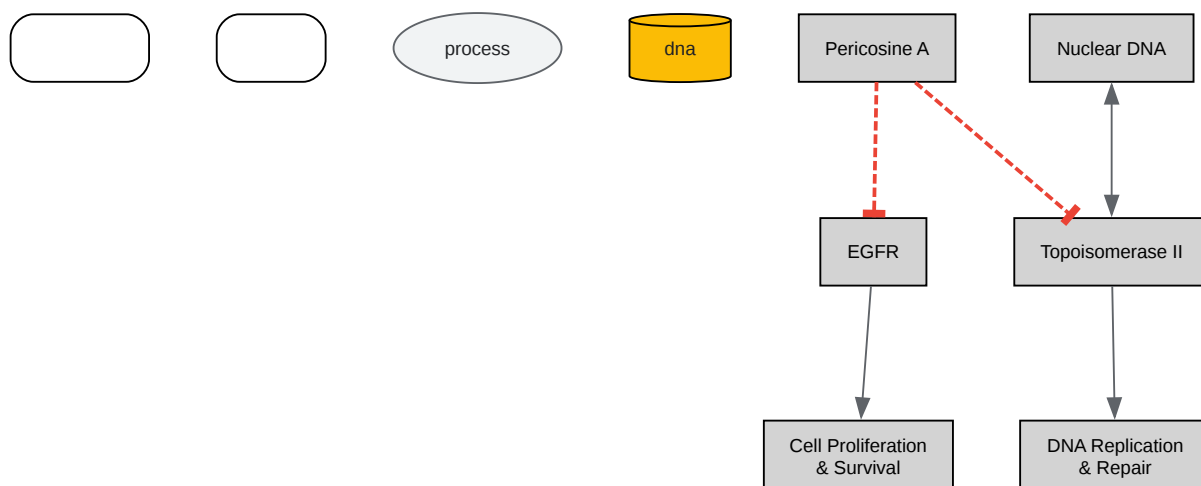 process
dna
Pericosine A
Nuclear DNA
EGFR
Topoisomerase II
Cell Proliferation
& Survival
DNA Replication
& Repair